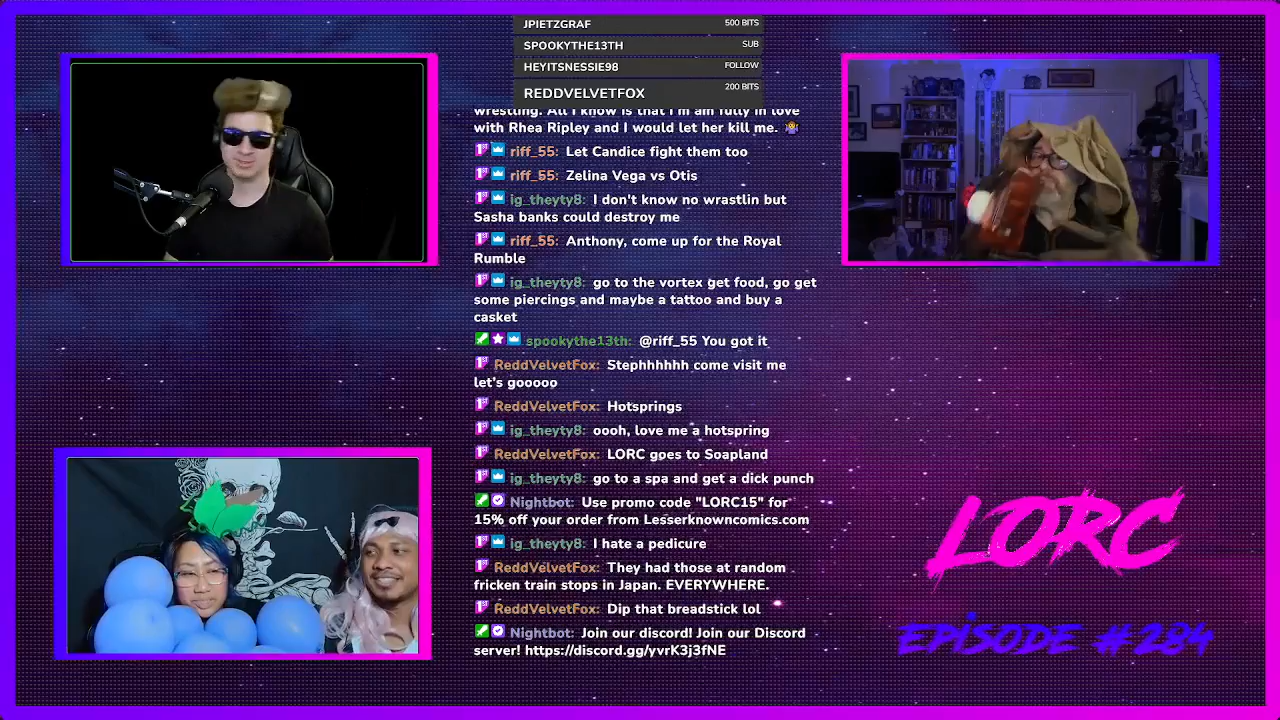 JPIETZGRAF 500 BITS
SPOOKYTHE13TH SUB
HEYITSNESSIE98 FOLLOW
REDDVELVETFOX 200 BITS
wrestling. All I know is that I'm am fully in love
with Rhea Ripley and I would let her kill me.
riff_55: Let Candice fight them too
riff_55: Zelina Vega vs Otis
ig_theyty8: I don't know no wrastlin but
Sasha banks could destroy me
riff_55: Anthony, come up for the Royal
Rumble
ig_theyty8: go to the vortex get food, go get
some piercings and maybe a tattoo and buy a
casket
spookythe13th: @riff_55 You got it
ReddVelvetFox: Stephhhhhh come visit me
let's gooooo
ReddVelvetFox: Hotsprings
ig_theyty8: oooh, love me a hotspring
ReddVelvetFox: LORC gpes to Soapland
ig_theyty8: go to a spa and get a dick punch
Nightbot: Use promo code "LORC15" for
15% off your order from Lesserknowncomics.com
ig_theyty8: I hate a pedicure
ReddVelvetFox: They had those at random
fricken train stops in Japan. EVERYWHERE.
ReddVelvetFox: Dip that breadstick lol
Nightbot: Join our discord! Join our Discord
server! https://discord.gg/yvrK3j3fNE
LORC
EPISODE #284